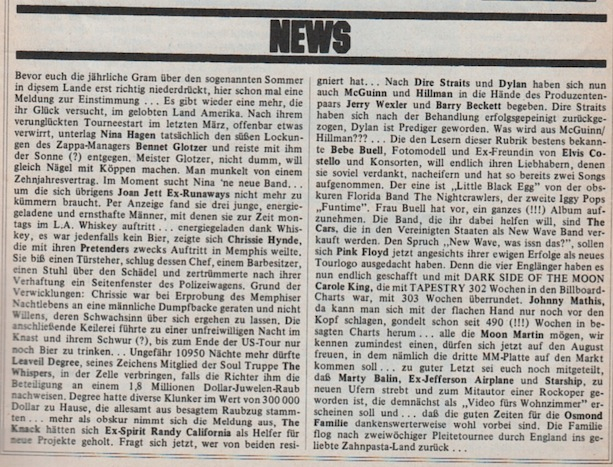 NEWS
Bevor euch die jährliche Gram über den sogenannten Sommer
in diesem Lande erst richtig niederdrückt, hier schon mal eine
Meldung zur Einstimmung ... Es gibt wieder eine mehr, die
ihr Glück versucht, im gelobten Land Amerika. Nach ihrem
verunglückten Tourneestart im letzten März, offenbar etwas
verwirrt, unterlag Nina Hagen tatsächlich den süßen Lockun-
gen des Zappa-Managers Bennet Glotzer und reiste mit ihm
der Sonne (?) entgegen. Meister Glotzer, nicht dumm, will
gleich Nägel mit Köppen machen. Man munkelt von einem
Zehnjahresvertrag. Im Moment sucht Nina 'ne neue Band...
um die sich übrigens Joan Jett Ex-Runaways nicht mehr zu
kümmern braucht. Per Anzeige fand sie drei junge, energie-
geladene und ernsthafte Männer, mit denen sie zur Zeit mon-
tags im L.A. Whiskey auftritt ... energiegeladen dank Whis-
key, es war jedenfalls kein Bier, zeigte sich Chrissie Hynde,
die mit ihren Pretenders zwecks Auftritt in Memphis weilte.
Sie biß einen Türsteher, schlug dessen Chef, einem Barbesitzer,
einen Stuhl über den Schädel und zertrümmerte nach ihrer
Verhaftung ein Seitenfenster des Polizeiwagens. Grund der
Verwicklungen: Chrissie war bei Erprobung des Memphiser
Nachtlebens an eine männliche Dumpfbacke geraten und nicht
Willens, deren Schwachsinn über sich ergehen zu lassen. Die
anschließende Keilerei führte zu einer unfreiwilligen Nacht im
Knast und ihrem Schwur (?), bis zum Ende der US-Tour nur
noch Bier zu trinken... Ungefähr 10950 Nächte mehr dürfte
Leaveil Degree, seines Zeichens Mitglied der Soul Truppe The
Whispers, in der Zelle verbringen, falls die Richter ihm die
Beteiligung an einem 1,8 Millionen Dollar-Juwelen-Raub
nachweisen. Degree hatte diverse Klunker im Wert von 300 000
Dollar zu Hause, die allesamt aus besagtem Raubzug stamm-
ten ... mehr als obskur nimmt sich die Meldung aus, The
Knack hätten sich Ex-Spirit Randy California als Helfer für
neue Projekte geholt. Fragt sich jetzt, wer von beiden resi-
gniert hat... Nach Dire Straits und Dylan haben sich nun
auch McGuinn und Hillman in die Hände des Produzenten-
paars Jerry Wexler und Barry Beckett begeben. Dire Straits
haben sich nach der Behandlung erfolgsgepeinigt zurückge-
zogen, Dylan ist Prediger geworden. Was wird aus McGuinn/
Hillman??? ... Die den Lesern dieser Rubrik bestens bekann-
te Bebe Buell, Fotomodell und Ex-Freundin von Elvis Co-
stello und Konsorten, will endlich ihren Liebhabern, denen
sie soviel verdankt, nacheifern und hat so bereits zwei Songs
aufgenommen. Der eine ist „Little Black Egg" von der obs-
kuren Florida Band The Nightcrawlers, der zweite Iggy Pops
„Funtime". Frau Buell hat vor, ein ganzes (!!!) Album auf-
zunehmen. Die Band, die ihr dabei helfen will, sind The
Cars, die in den Vereinigten Staaten als New Wave Band ver-
kauft werden. Den Spruch „New Wave, was issn das?", sollen
sich Pink Floyd jetzt angesichts ihrer ewigen Erfolge als neues
Tourlogo ausgedacht haben. Denn die vier Engländer haben es
nun endlich geschafft und mit DARK SIDE OF THE MOON
Carole King, die mit TAPESTRY 302 Wochen in den Billboard-
Charts war, mit 303 Wochen überrundet. Johnny Mathis,
da kann man sich mit der flachen Hand nur noch vor den
Kopf schlagen, gondelt schon seit 490 (!!!) Wochen in be-
sagten Charts herum ... alle die Moon Martin mögen, wir
kennen zumindest einen, dürfen sich jetzt auf den August
freuen, in dem nämlich die dritte MM-Platte auf den Markt
kommen soll ... zu guter Letzt sei euch noch mitgeteilt,
daß Marty Balin, Ex-Jefferson Airplane und Starship, zu
neuen Ufern strebt und zum Mitautor einer Rockoper gewor-
den ist, die demnächst als „Video fürs Wohnzimmer" er-
scheinen soll und ... daß die guten Zeiten für die Osmond
Familie dankenswerterweise wohl vorbei sind. Die Familie
flog nach zweiwöchiger Pleitetournee durch England ins ge-
liebte Zahnpasta-Land zurück ...